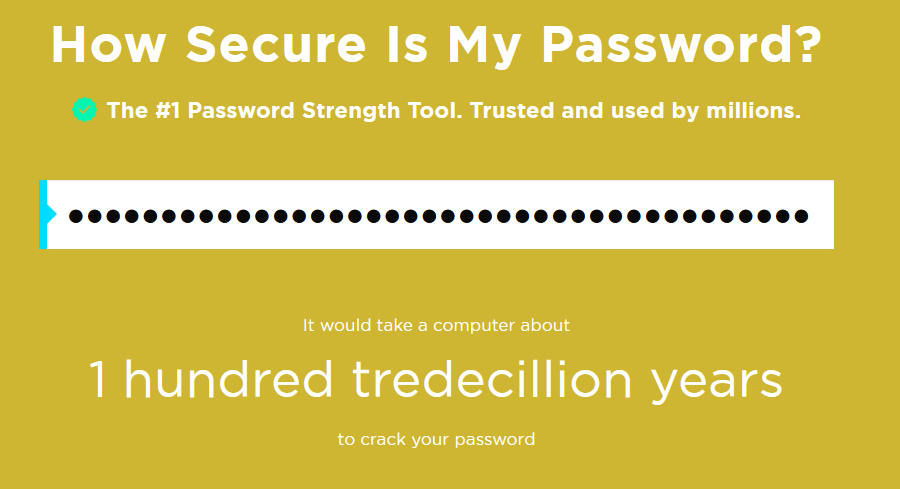 How Secure Is My Password?
The #1 Password Strength Tool. Trusted and used by millions.
It would take a computer about
1 hundred tredecillion years
to crack your password